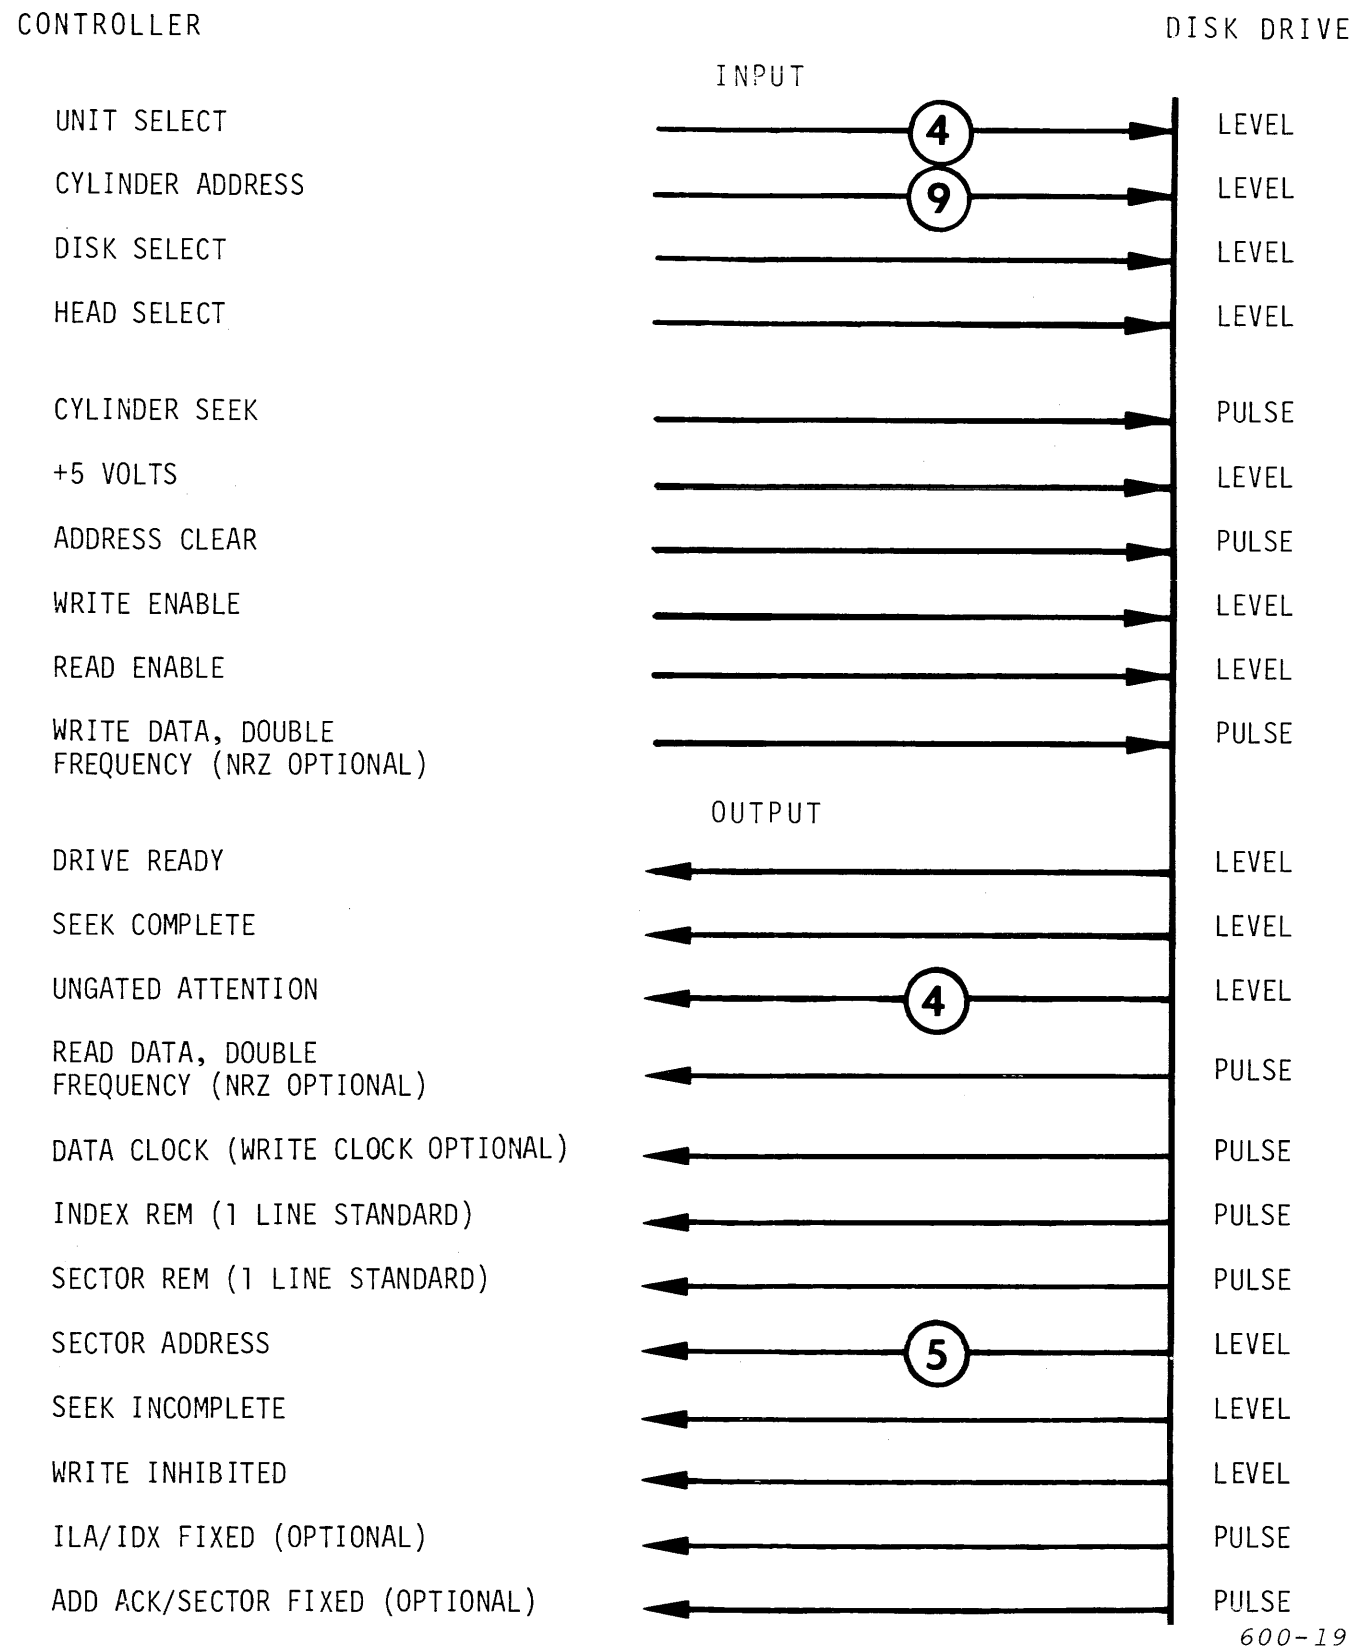 CONTROLLER DISK DRIVE
INPUT
UNIT SELECT 4 LEVEL
CYLINDER ADDRESS 9 LEVEL
DISK SELECT LEVEL
HEAD SELECT LEVEL
CYLINDER SEEK PULSE
+5 VOLTS LEVEL
ADDRESS CLEAR PULSE
WRITE ENABLE LEVEL
READ ENABLE LEVEL
WRITE DATA, DOUBLE PULSE
FREQUENCY (NRZ OPTIONAL)
OUTPUT
DRIVE READY LEVEL
SEEK COMPLETE LEVEL
UNGATED ATTENTION 4 LEVEL
READ DATA, DOUBLE
FREQUENCY (NRZ OPTIONAL) PULSE
DATA CLOCK (WRITE CLOCK OPTIONAL) PULSE
INDEX REM (1 LINE STANDARD) PULSE
SECTOR REM (1 LINE STANDARD) PULSE
SECTOR ADDRESS 5 LEVEL
SEEK INCOMPLETE LEVEL
WRITE INHIBITED LEVEL
ILA/IDX FIXED (OPTIONAL) PULSE
ADD ACK/SECTOR FIXED (OPTIONAL) PULSE
600-19